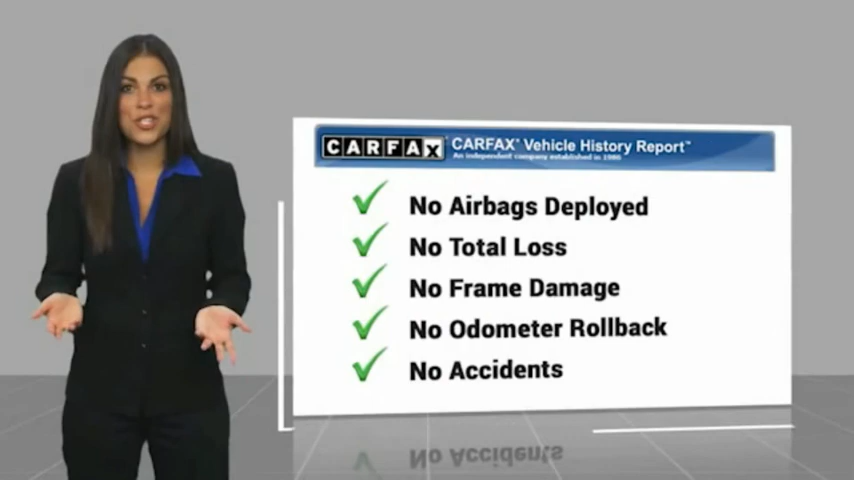 CARFAX CARFAX® Vehicle History Report™
An independent company established in 1986
No Airbags Deployed
No Total Loss
No Frame Damage
No Odometer Rollback
No Accidents
No Accidents